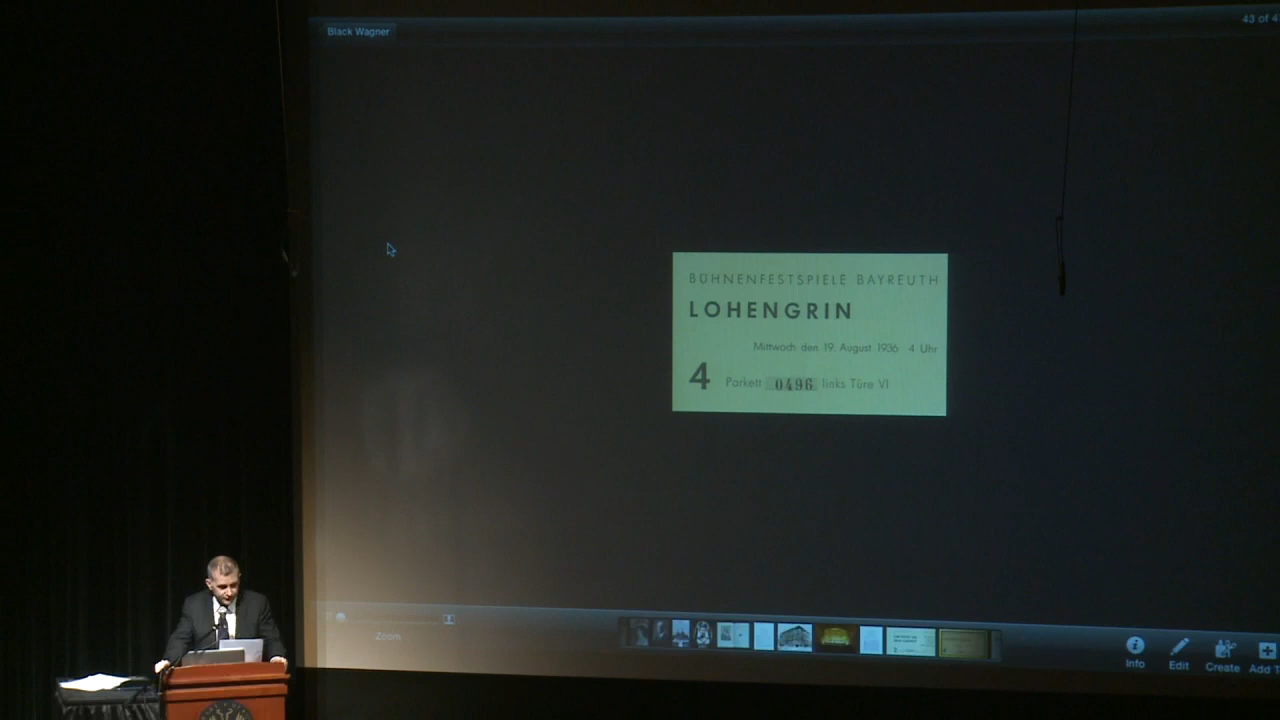 Black Wagner
43 of 4
BÜHNENFESTSPIELE BAYREUTH
LOHENGRIN
Mittwoch den 19. August 1936 4 Uhr
4 Parkett 0496 links Türe VI
Zoom
Info Edit Create Add T